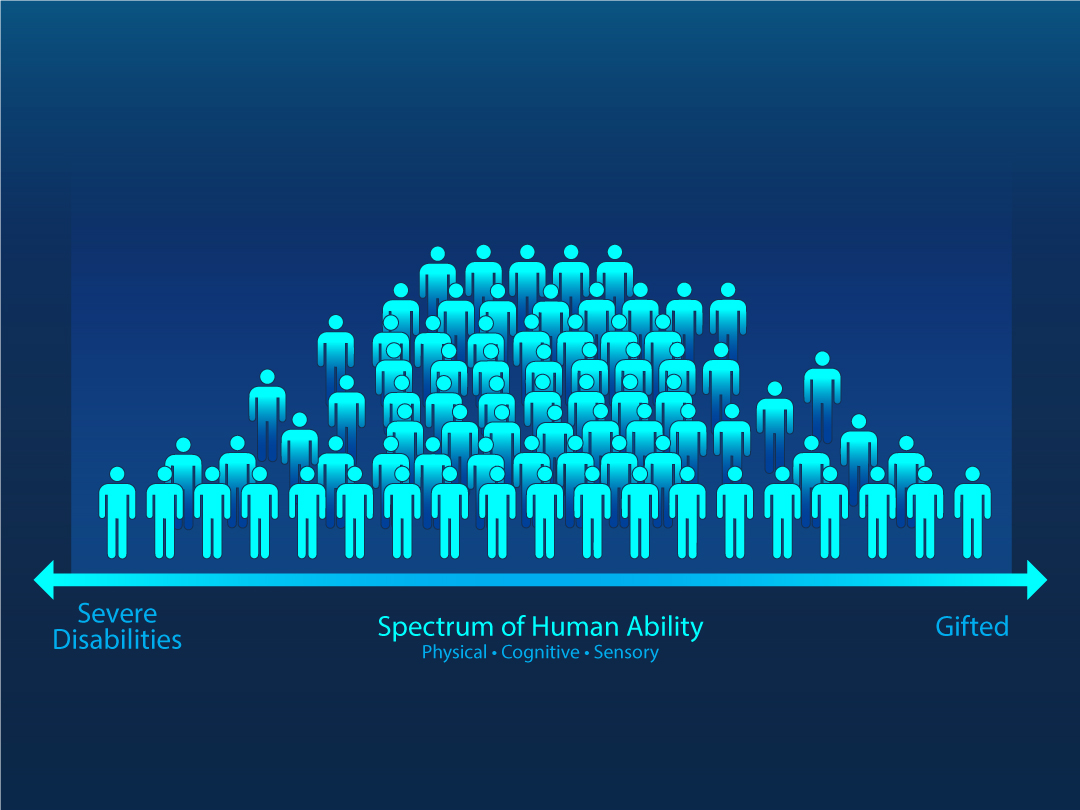 Severe
Disabilities
Spectrum of Human Ability
Physical • Cognitive • Sensory
Gifted